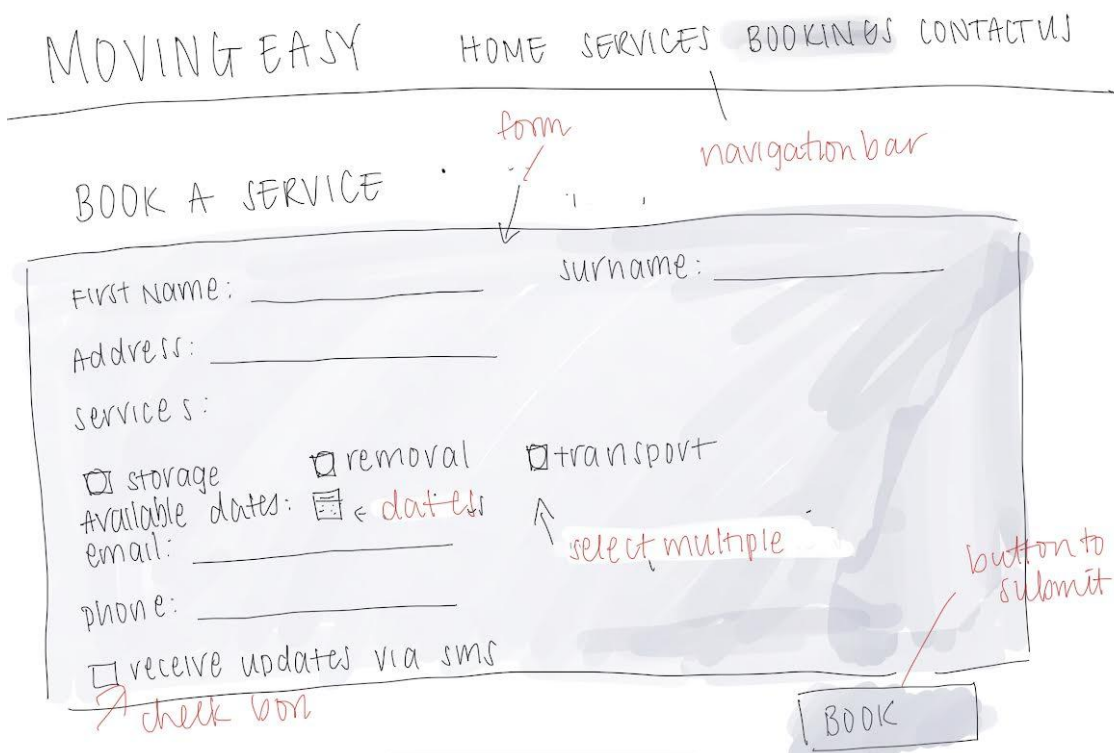 MOVING EASY HOME SERVICES BOOKINGS CONTACT US
form
navigation bar
BOOK A SERVICE
First Name: surname:
Address:
services:
storage removal transport
Available dates: dates
email: select multiple
button to
submit
phone:
receive updates via sms
check box
BOOK